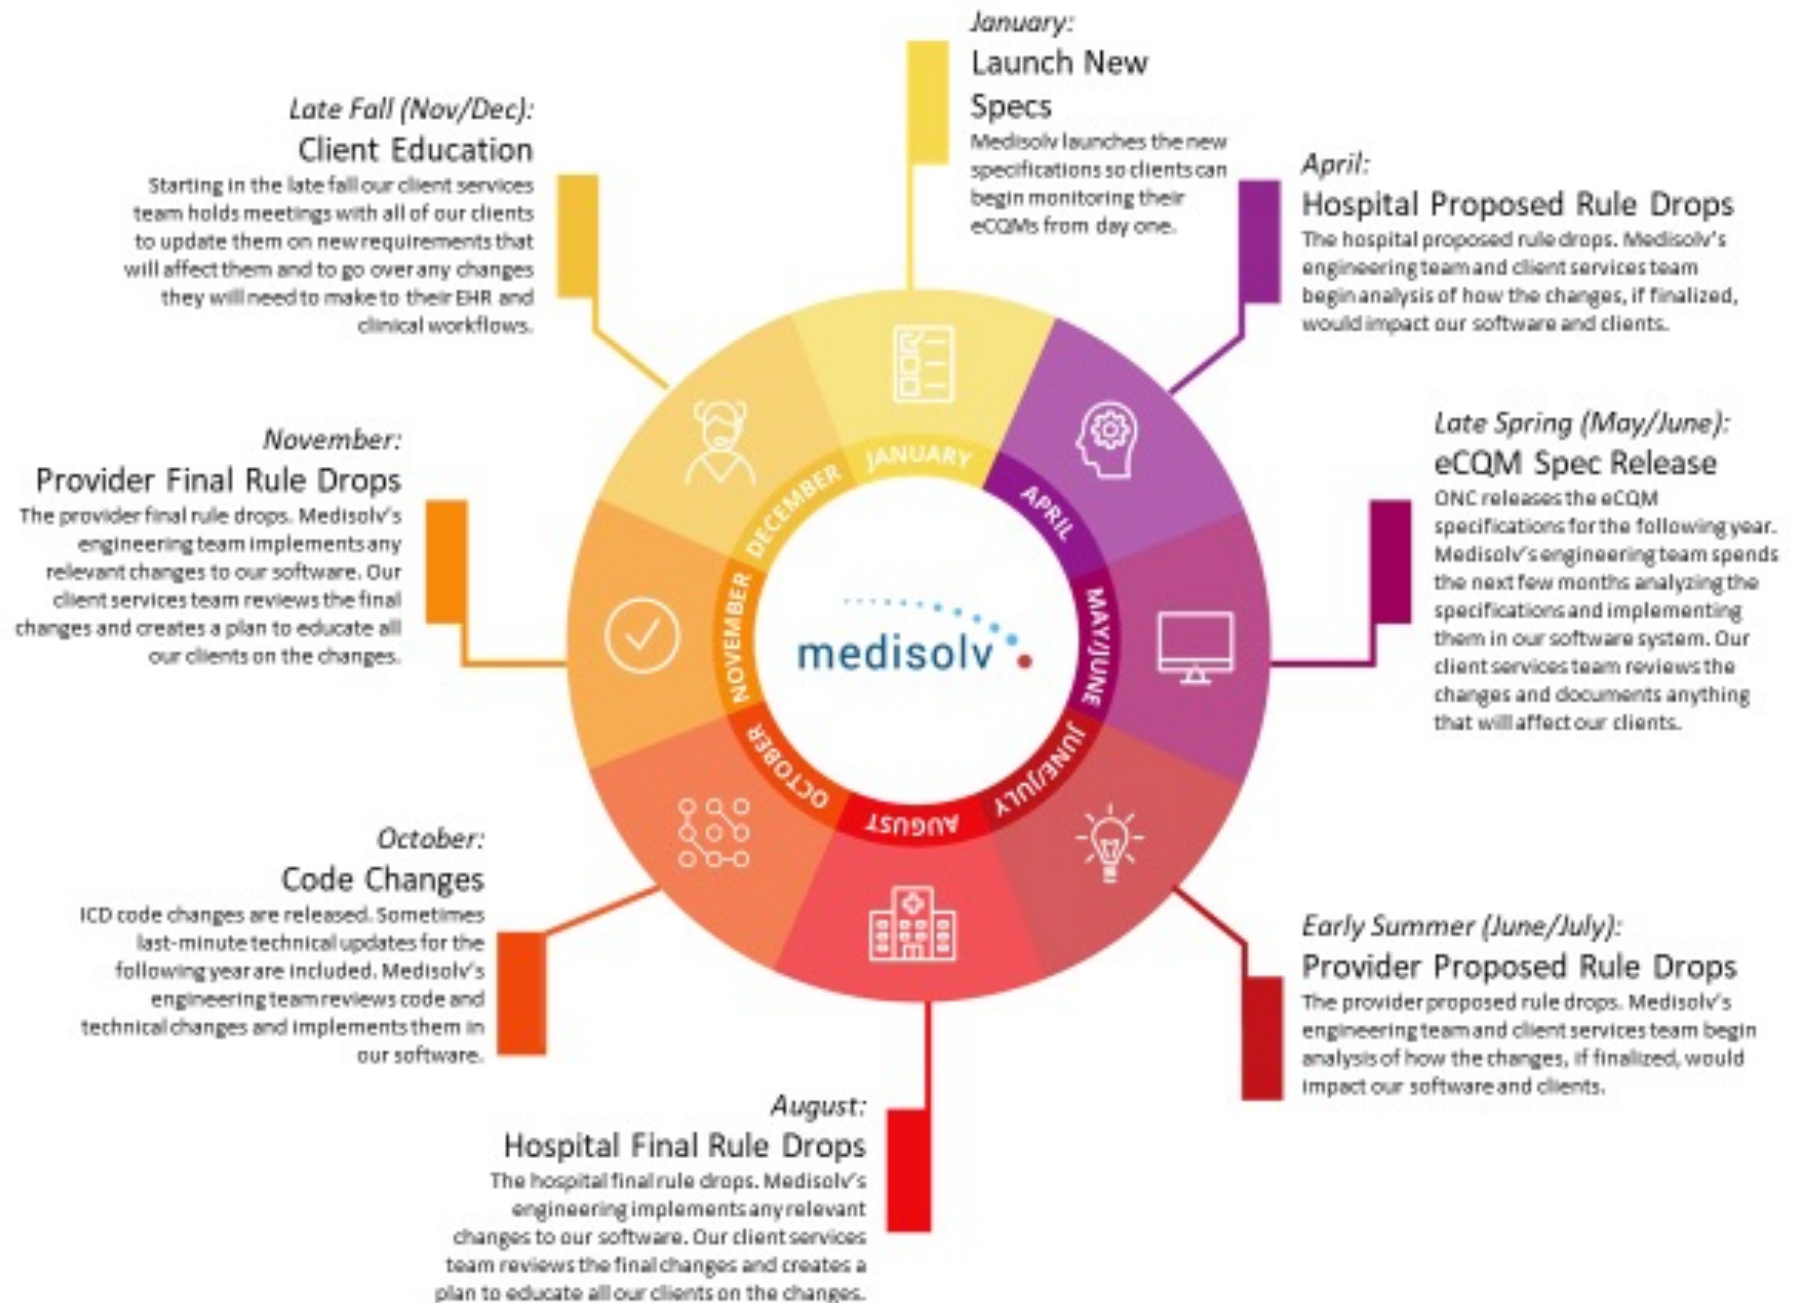 January:
Launch New
Specs
Medisolv launches the new
specifications so clients can
begin monitoring their
eCQMs from day one.
April:
Hospital Proposed Rule Drops
The hospital proposed rule drops. Medisolv's
engineering team and client services team
begin analysis of how the changes, if finalized,
would impact our software and clients.
Late Spring (May/June):
eCQM Spec Release
ONC releases the eCQM
specifications for the following year.
Medisolv's engineering team spends
the next few months analyzing the
specifications and implementing
them in our software system. Our
client services team reviews the
changes and documents anything
that will affect our clients.
Early Summer (June/July):
Provider Proposed Rule Drops
The provider proposed rule drops. Medisolv's
engineering team and client services team begin
analysis of how the changes, if finalized, would
impact our software and clients.
August:
Hospital Final Rule Drops
The hospital final rule drops. Medisolv's
engineering implements any relevant
changes to our software. Our client services
team reviews the final changes and creates a
plan to educate all our clients on the changes.
October:
Code Changes
ICD code changes are released. Sometimes
last-minute technical updates for the
following year are included. Medisolv's
engineering team reviews code and
technical changes and implements them in
our software.
November:
Provider Final Rule Drops
The provider final rule drops. Medisolv's
engineering team implements any
relevant changes to our software. Our
client services team reviews the final
changes and creates a plan to educate all
our clients on the changes.
Late Fall (Nov/Dec):
Client Education
Starting in the late fall our client services
team holds meetings with all of our clients
to update them on new requirements that
will affect them and to go over any changes
they will need to make to their EHR and
clinical workflows.
JANUARY
APRIL
MAY/JUNE
JUNE/JULY
AUGUST
OCTOBER
NOVEMBER
DECEMBER
medisolv